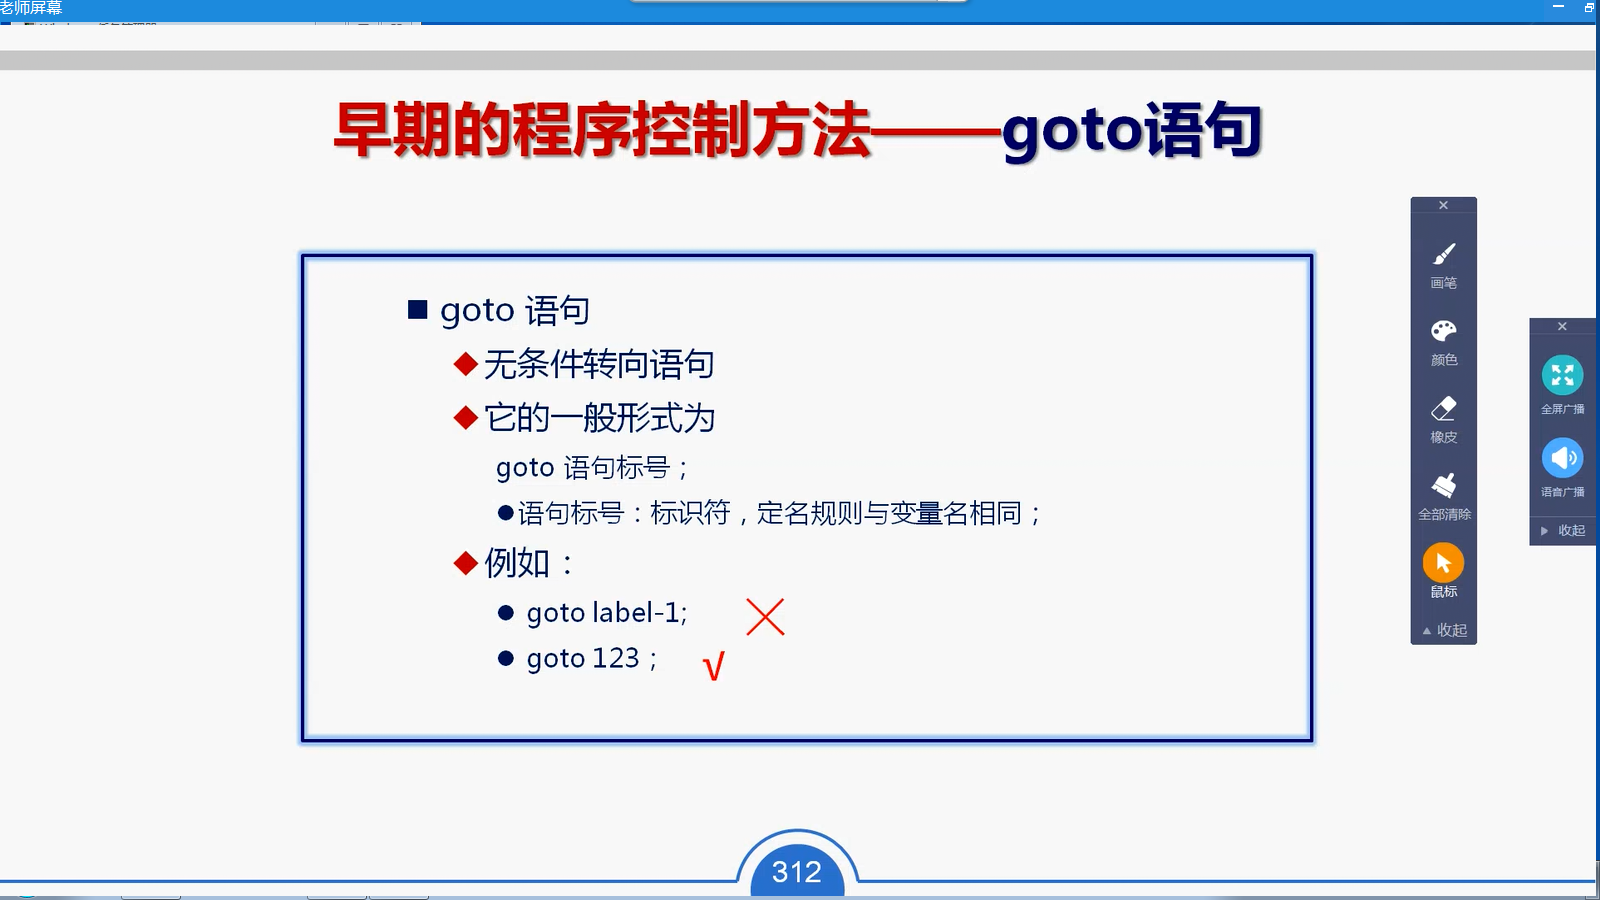 老师屏幕
早期的程序控制方法——goto语句
■ goto 语句
◆无条件转向语句
◆它的一般形式为
goto 语句标号；
●语句标号：标识符，定名规则与变量名相同；
◆例如：
● goto label-1; ╳
● goto 123； √
312
画笔
颜色
橡皮
全部清除
鼠标
收起
全屏广播
语音广播
收起